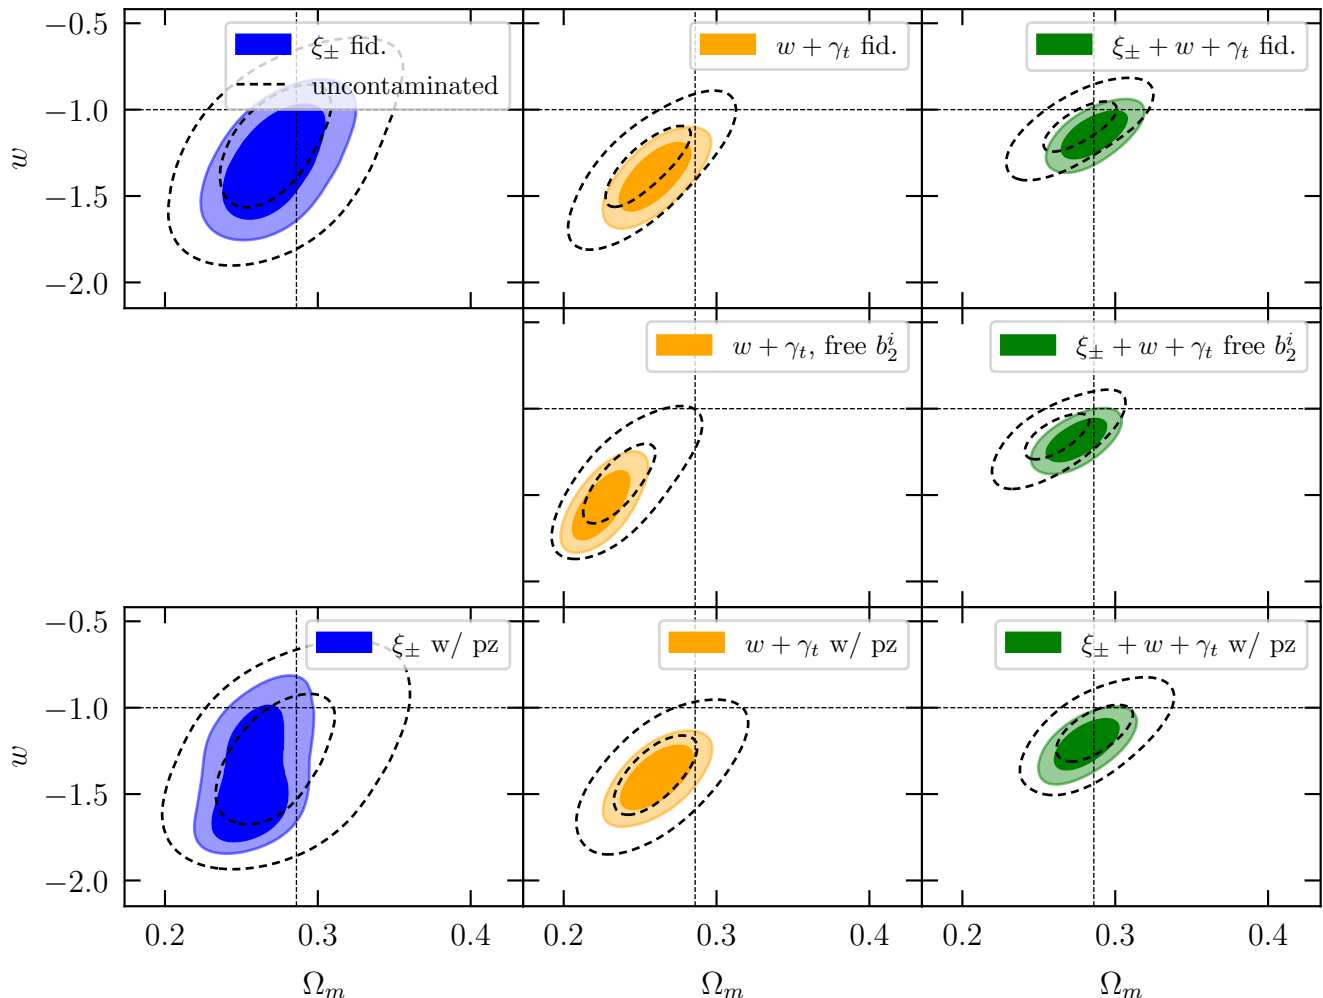 −0.5
−1.0
−1.5
−2.0
w
ξ± fid.
uncontaminated
w + γt fid.
ξ± + w + γt fid.
w + γt, free b₂ⁱ
ξ± + w + γt free b₂ⁱ
−0.5
−1.0
−1.5
−2.0
w
ξ± w/ pz
w + γt w/ pz
ξ± + w + γt w/ pz
0.2 0.3 0.4 0.2 0.3 0.4 0.2 0.3 0.4
Ωm Ωm Ωm